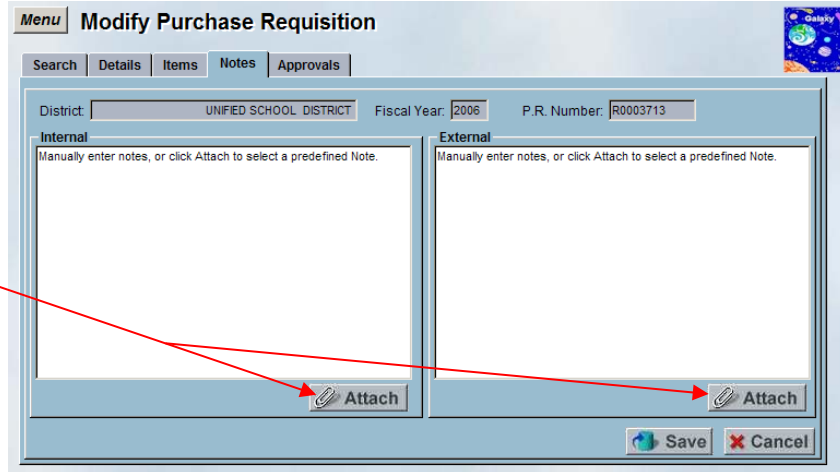 Menu Modify Purchase Requisition
Galaxy
Search Details Items Notes Approvals
District: UNIFIED SCHOOL DISTRICT Fiscal Year: 2006 P.R. Number: R0003713
Internal External
Manually enter notes, or click Attach to select a predefined Note. Manually enter notes, or click Attach to select a predefined Note.
Attach Attach
Save Cancel